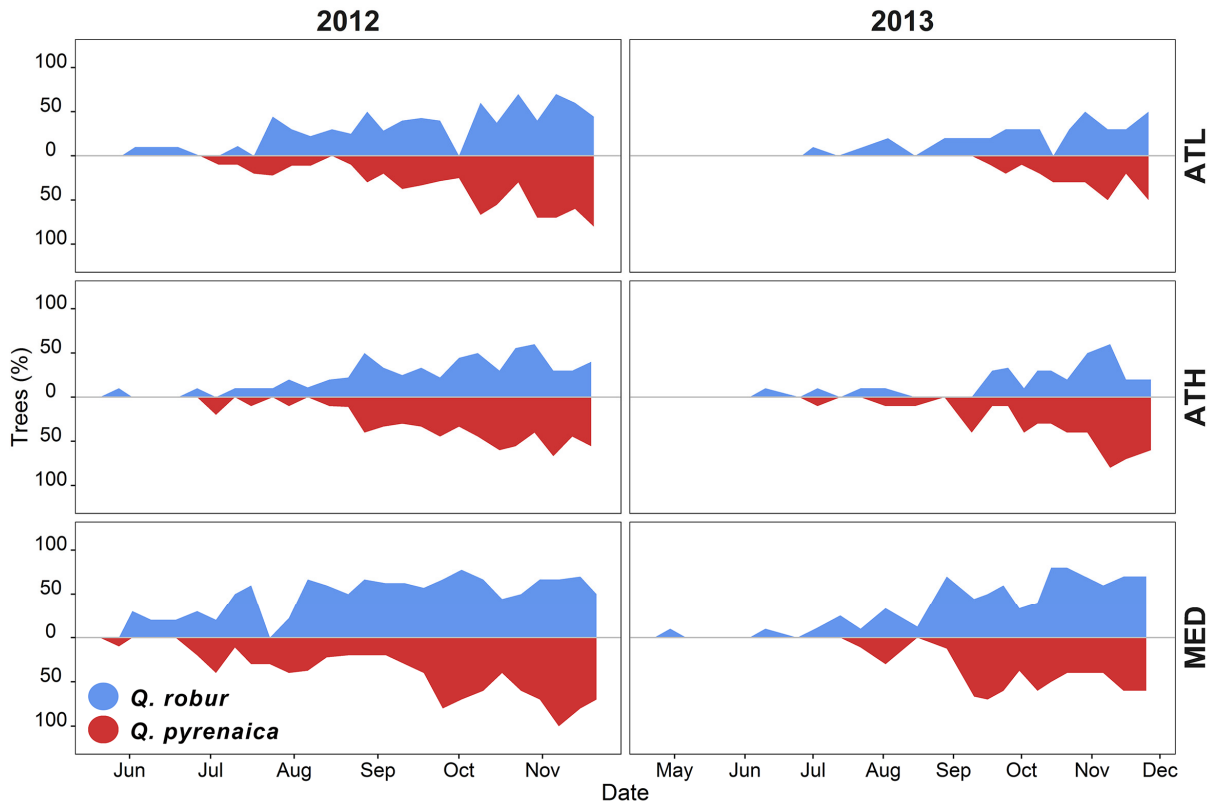 2012 2013
100
50
0
50
100
ATL
100
50
0
50
100
Trees (%)
ATH
100
50
0
50
100
MED
Q. robur
Q. pyrenaica
Jun Jul Aug Sep Oct Nov May Jun Jul Aug Sep Oct Nov Dec
Date